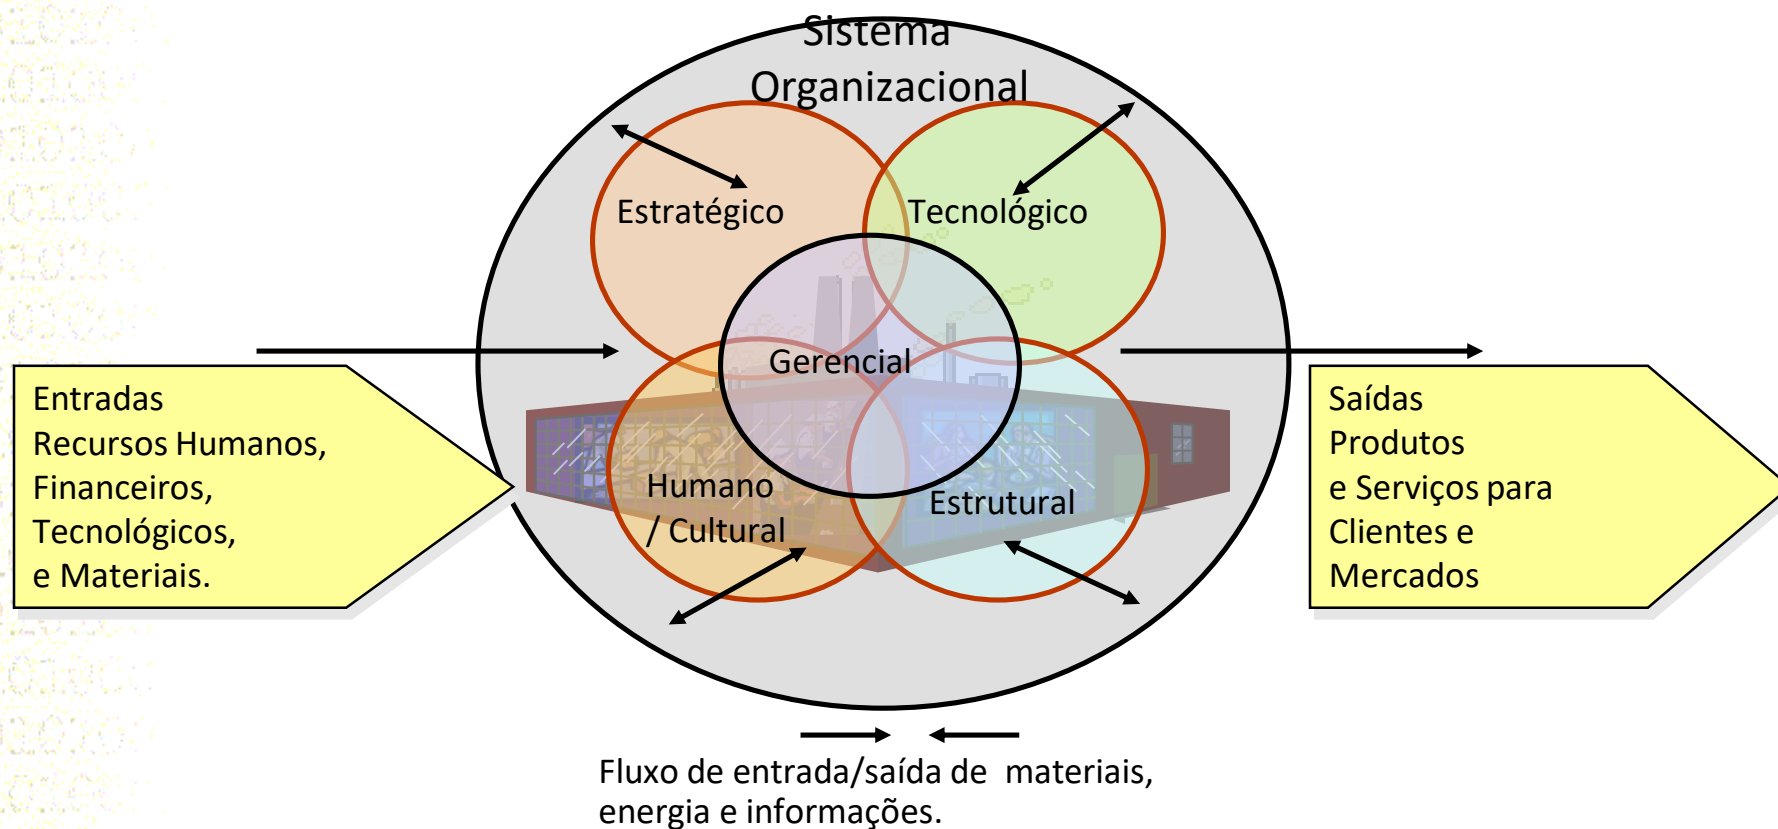 Sistema
Organizacional
Estratégico
Tecnológico
Gerencial
Entradas
Recursos Humanos,
Financeiros,
Tecnológicos,
e Materiais.
Humano
/ Cultural
Estrutural
Saídas
Produtos
e Serviços para
Clientes e
Mercados
Fluxo de entrada/saída de materiais,
energia e informações.